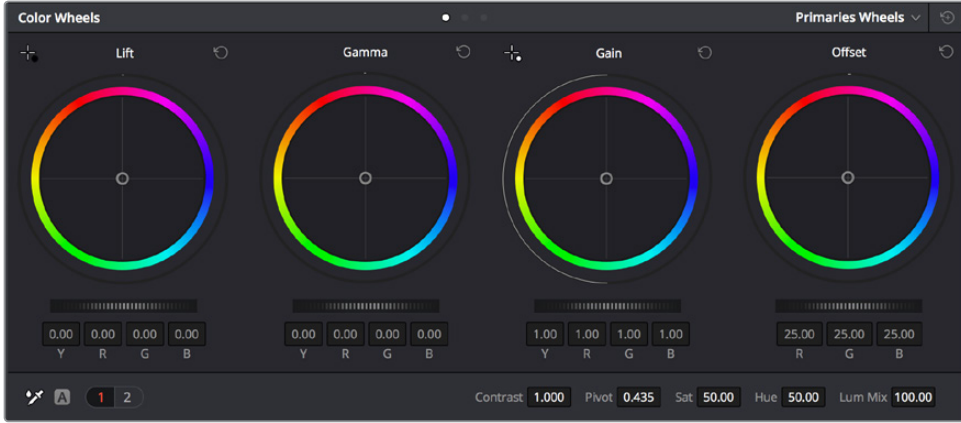 Color Wheels Primaries Wheels
Lift Gamma Gain Offset
0.00 0.00 0.00 0.00 0.00 0.00 0.00 0.00 1.00 1.00 1.00 1.00 25.00 25.00 25.00
Y R G B Y R G B Y R G B R G B
A 1 2 Contrast 1.000 Pivot 0.435 Sat 50.00 Hue 50.00 Lum Mix 100.00